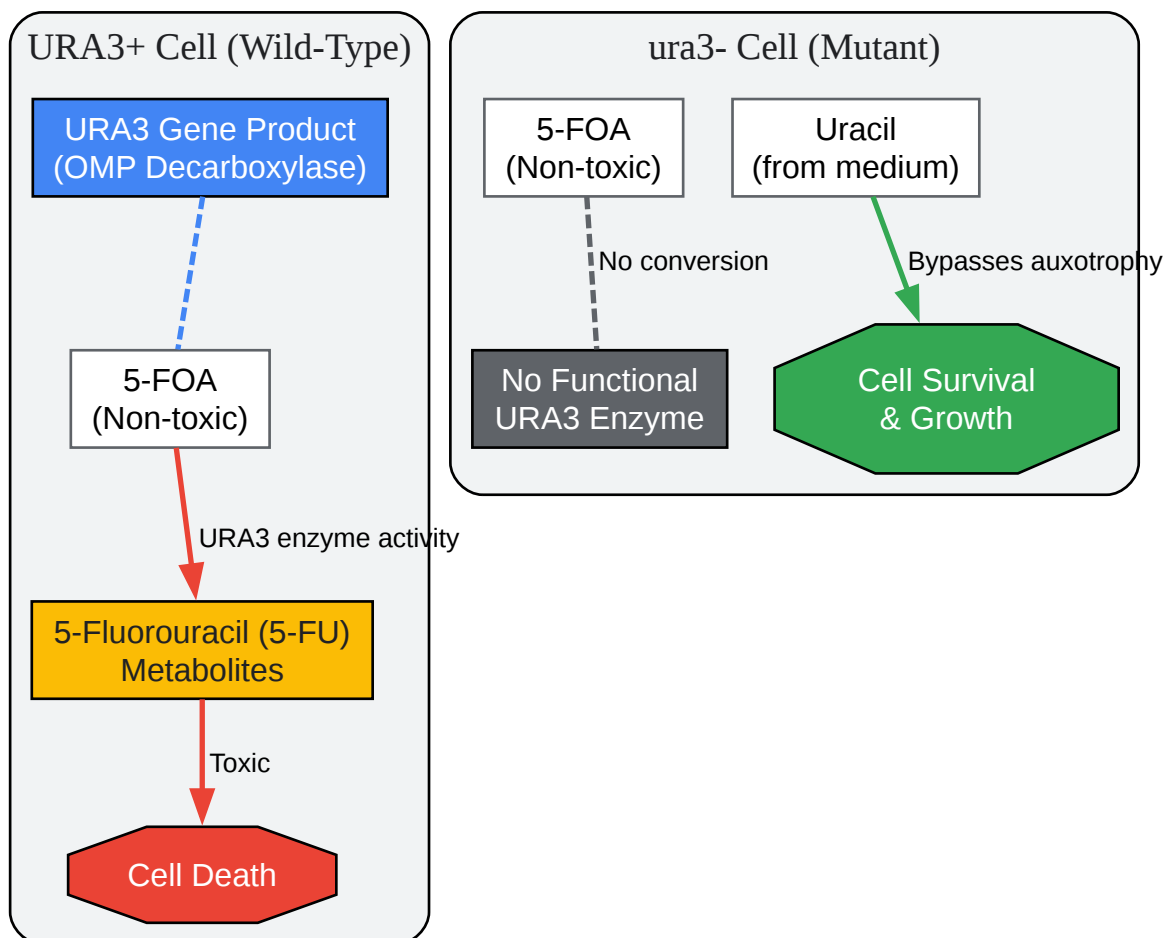 URA3+ Cell (Wild-Type)
URA3 Gene Product
(OMP Decarboxylase)
5-FOA
(Non-toxic)
URA3 enzyme activity
5-Fluorouracil (5-FU)
Metabolites
Toxic
Cell Death
ura3- Cell (Mutant)
5-FOA
(Non-toxic)
Uracil
(from medium)
No conversion
Bypasses auxotrophy
No Functional
URA3 Enzyme
Cell Survival
& Growth